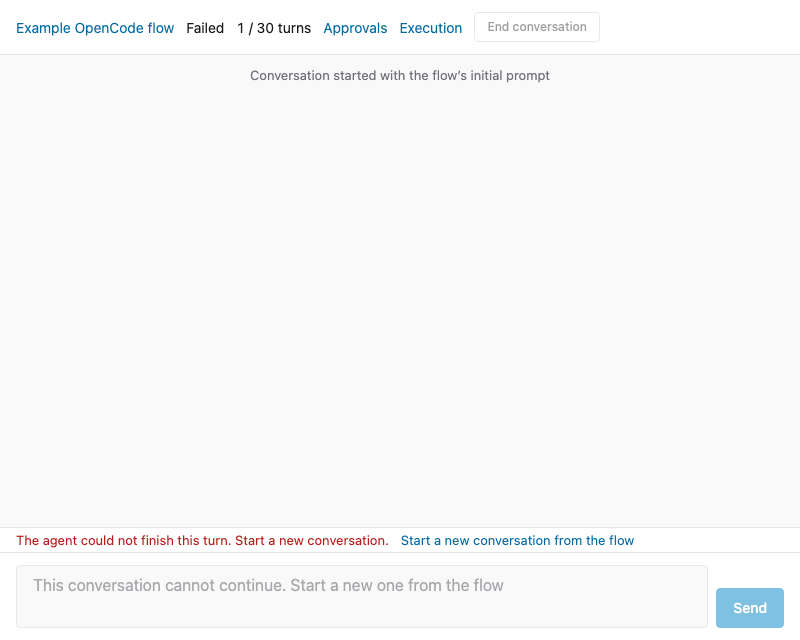 Example OpenCode flow Failed 1 / 30 turns Approvals Execution End conversation
Conversation started with the flow’s initial prompt
The agent could not finish this turn. Start a new conversation. Start a new conversation from the flow
This conversation cannot continue. Start a new one from the flow
Send